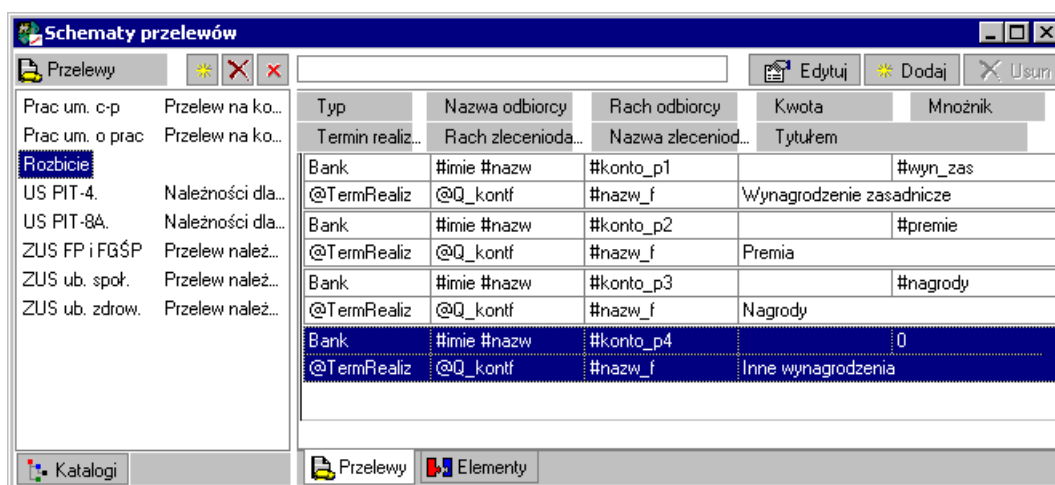 Schematy przelewów
Przelewy Edytuj Dodaj Usun
Prac um. c-p Przelew na ko...
Prac um. o prac Przelew na ko...
Rozbicie
US PIT-4. Należności dla...
US PIT-8A. Należności dla...
ZUS FP i FGŚP Przelew należ...
ZUS ub. społ. Przelew należ...
ZUS ub. zdrow. Przelew należ...
Typ Nazwa odbiorcy Rach odbiorcy Kwota Mnożnik
Termin realiz... Rach zlecenioda... Nazwa zleceniod... Tytułem
Bank #imie #nazw #konto_p1 #wyn_zas
@TermRealiz @Q_kontf #nazw_f Wynagrodzenie zasadnicze
Bank #imie #nazw #konto_p2 #premie
@TermRealiz @Q_kontf #nazw_f Premia
Bank #imie #nazw #konto_p3 #nagrody
@TermRealiz @Q_kontf #nazw_f Nagrody
Bank #imie #nazw #konto_p4 0
@TermRealiz @Q_kontf #nazw_f Inne wynagrodzenia
Katalogi Przelewy Elementy